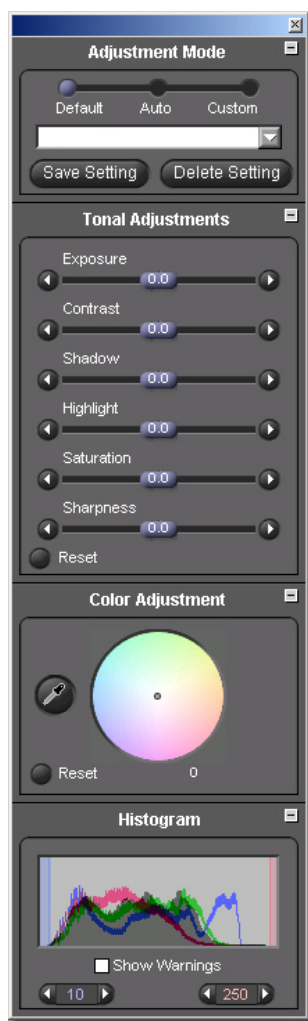 Adjustment Mode
Default Auto Custom
Save Setting Delete Setting
Tonal Adjustments
Exposure
0.0
Contrast
0.0
Shadow
0.0
Highlight
0.0
Saturation
0.0
Sharpness
0.0
Reset
Color Adjustment
Reset 0
Histogram
Show Warnings
10 250